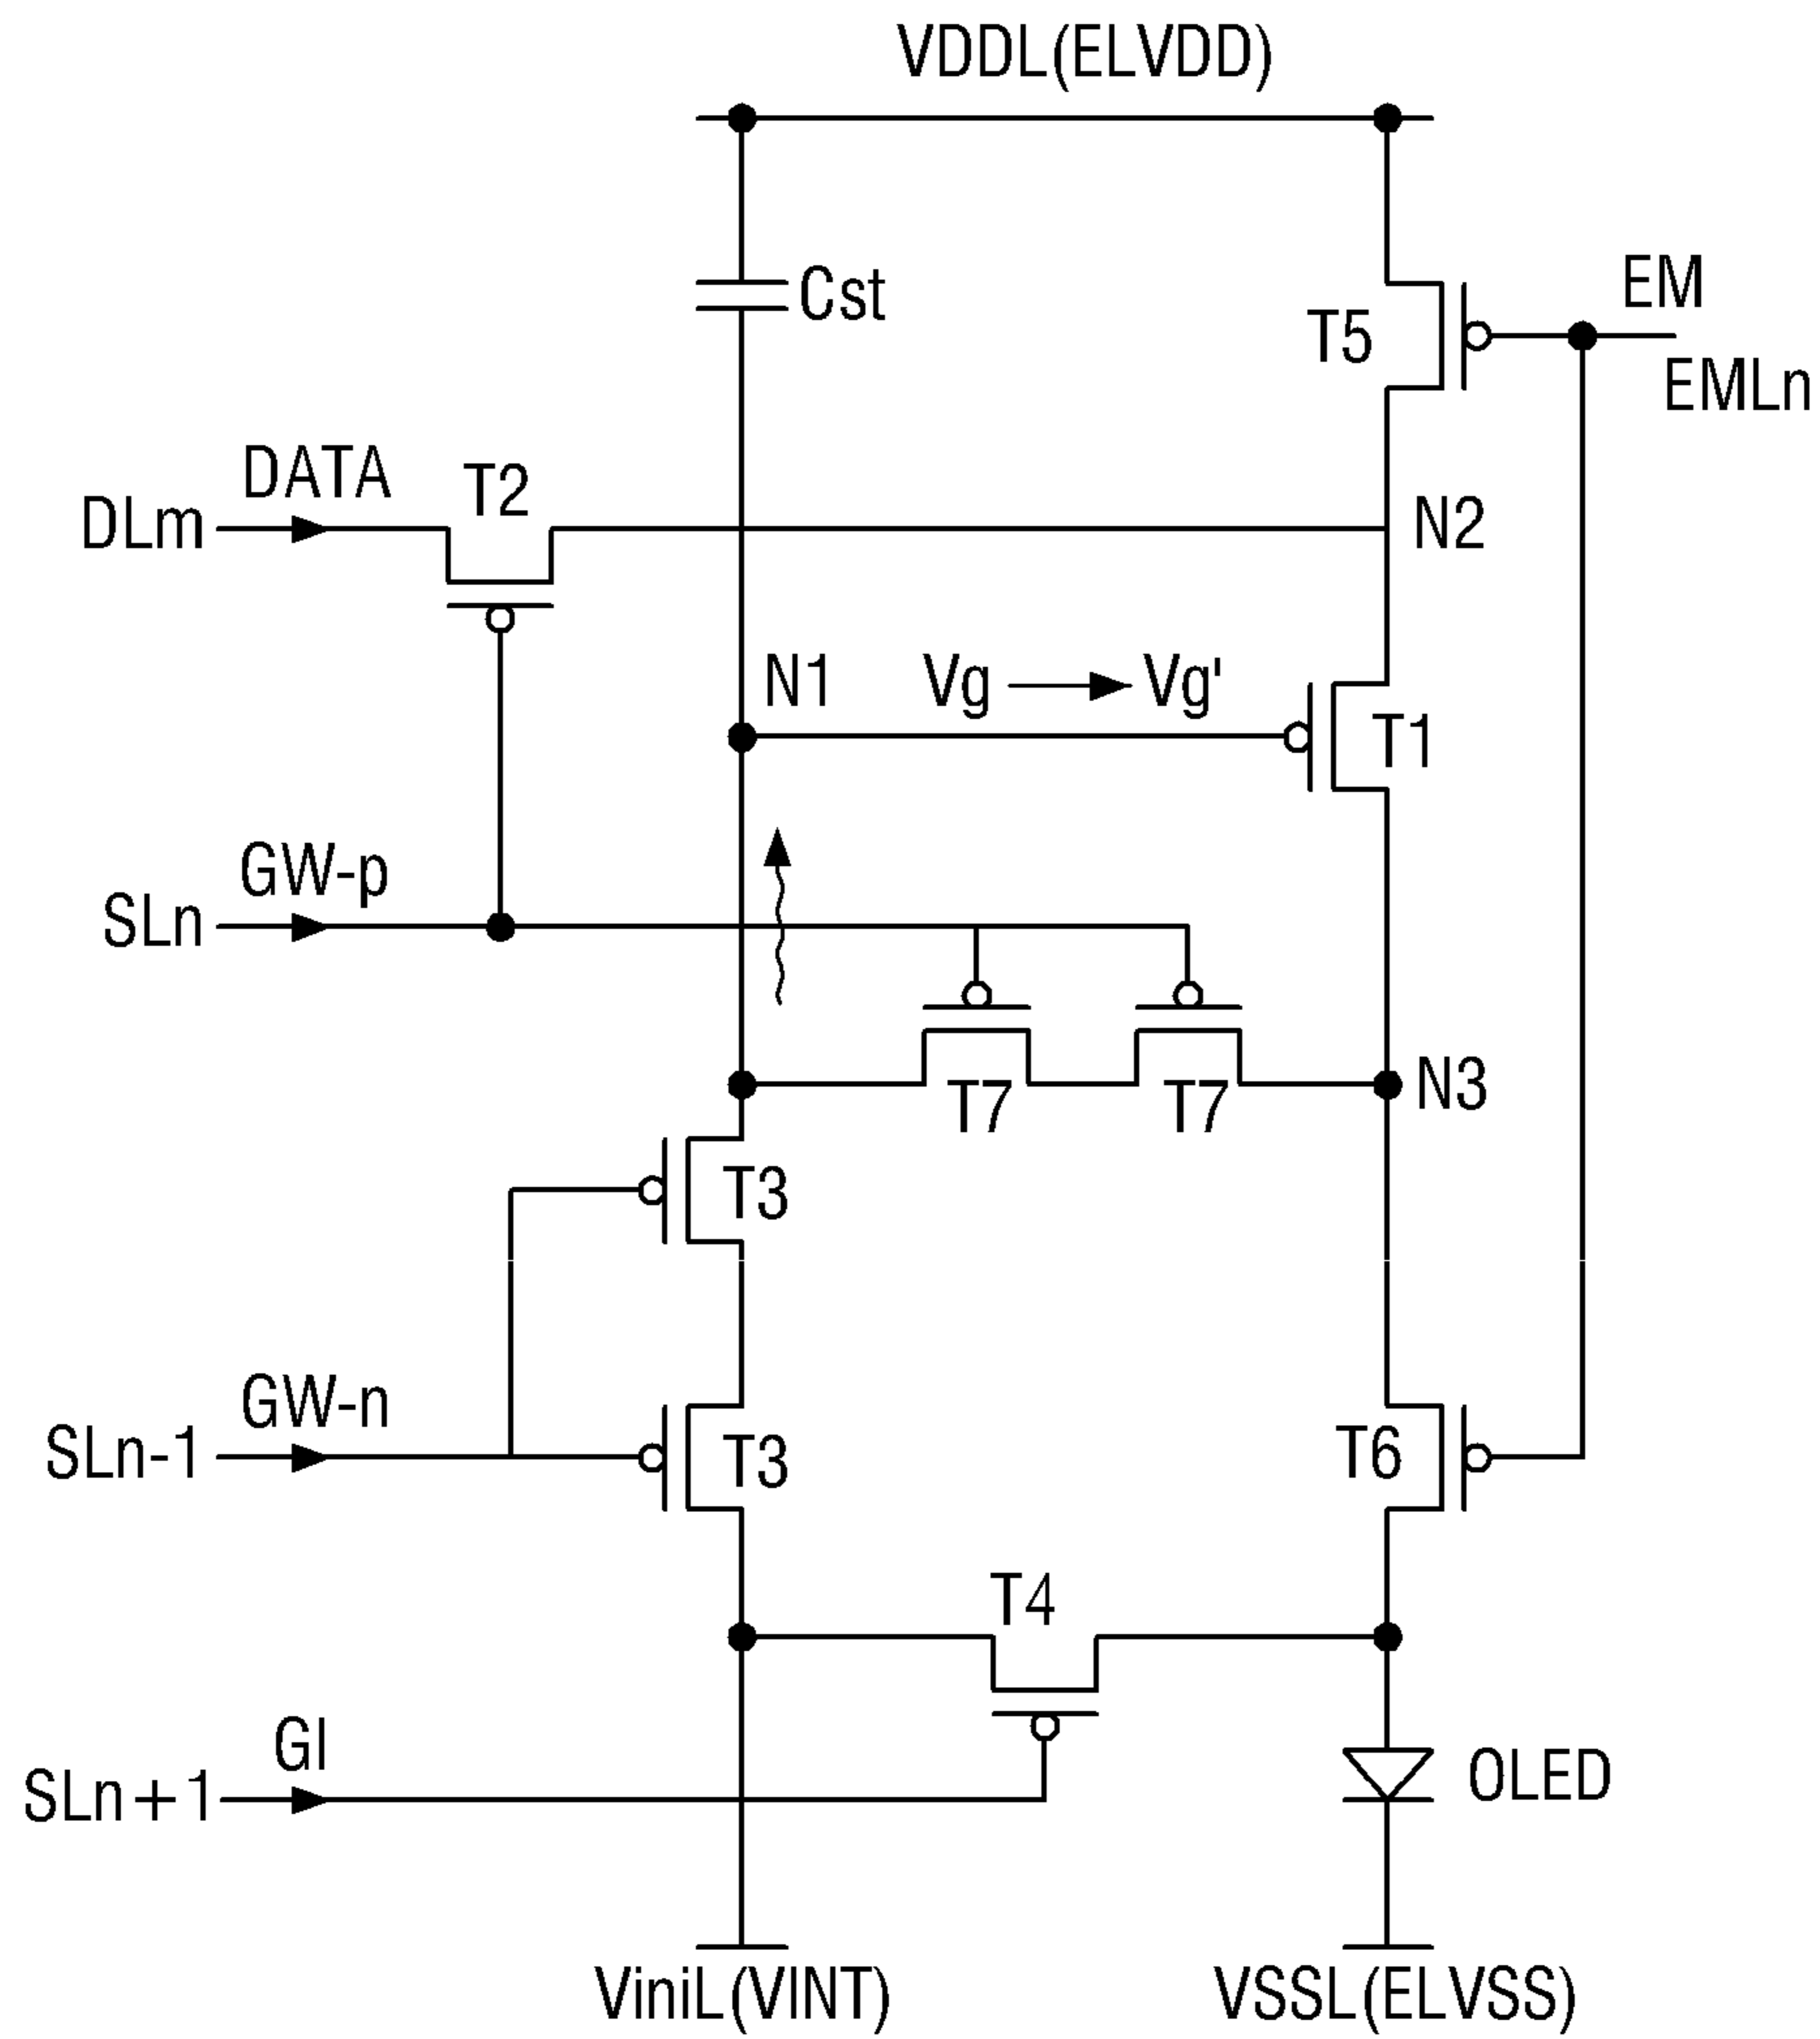 VDDL(ELVDD)
Cst
T5
EM
EMLn
DLm
DATA
T2
N2
N1
Vg
Vg'
T1
SLn
GW-p
T7
T7
N3
T3
SLn-1
GW-n
T3
T6
T4
SLn+1
GI
OLED
ViniL(VINT)
VSSL(ELVSS)